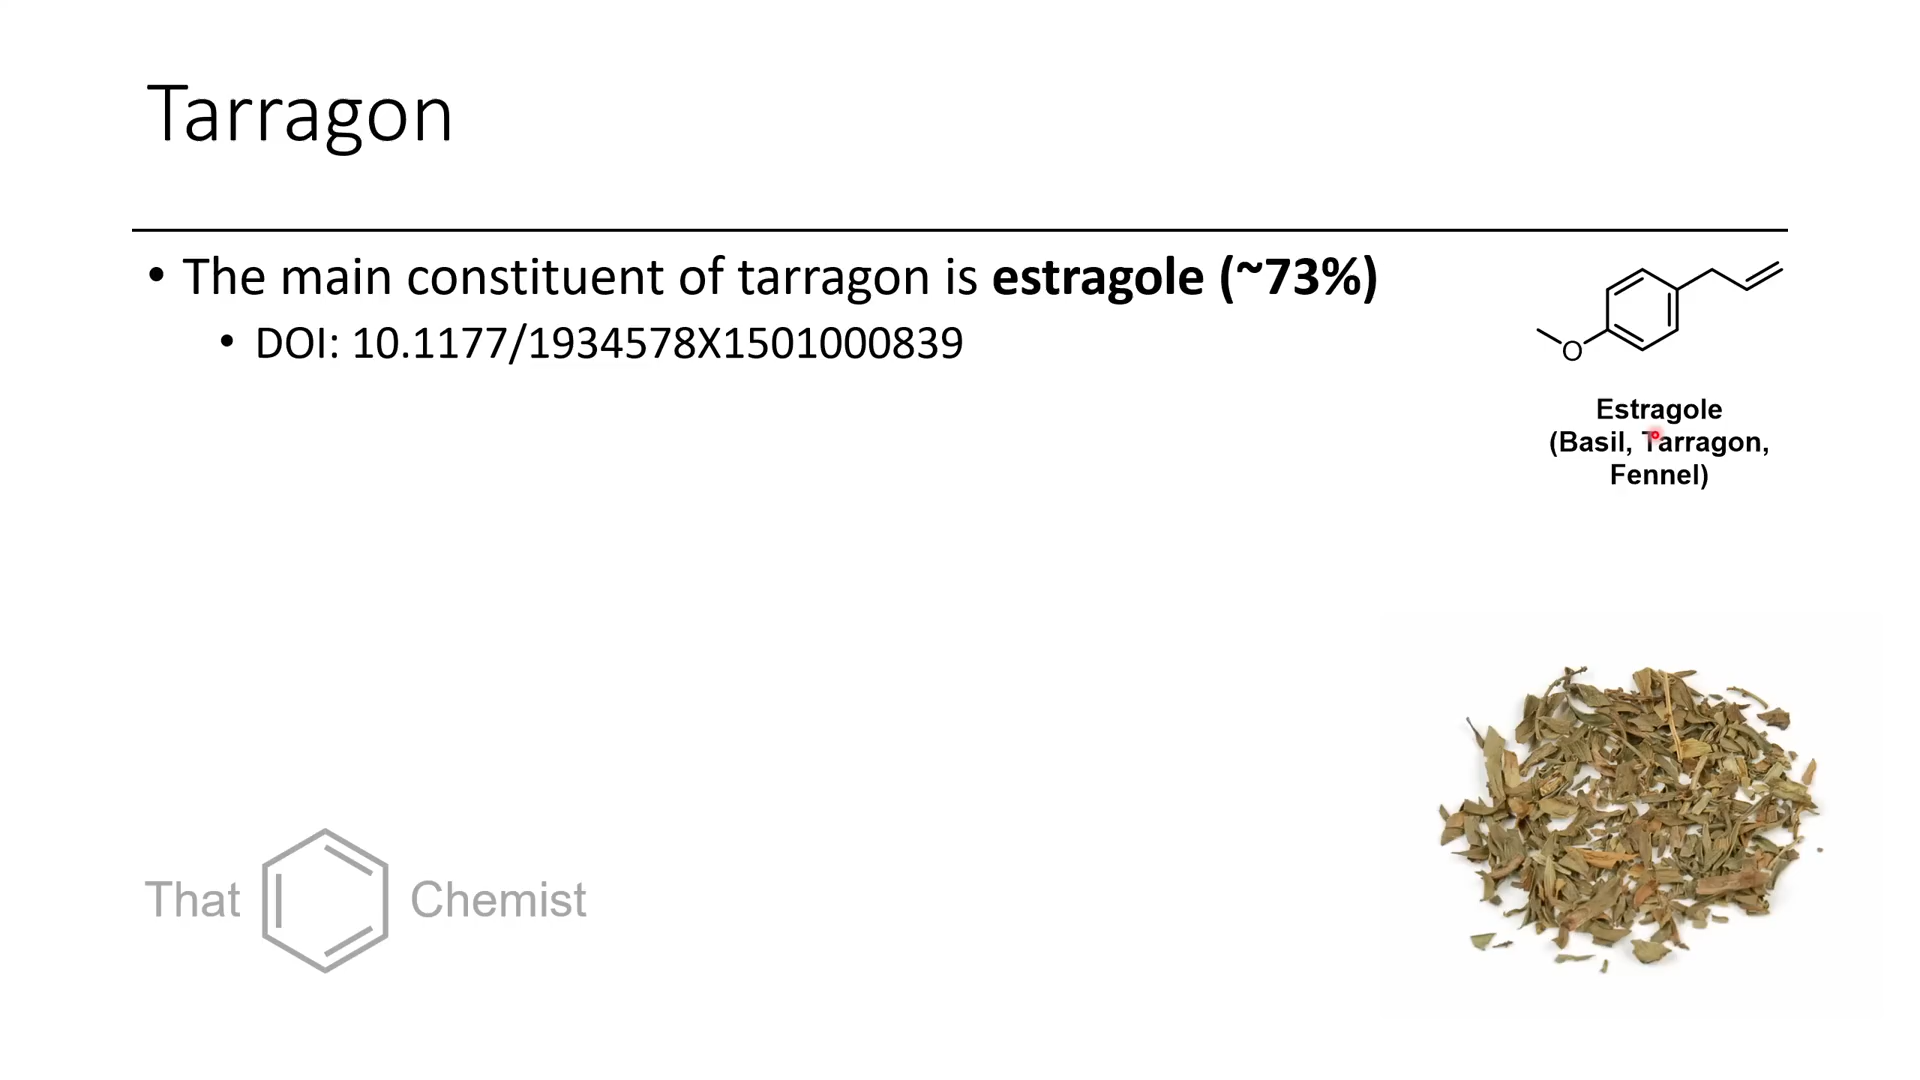 Tarragon
• The main constituent of tarragon is estragole (~73%)
• DOI: 10.1177/1934578X1501000839
O
Estragole
(Basil, Tarragon,
Fennel)
That Chemist